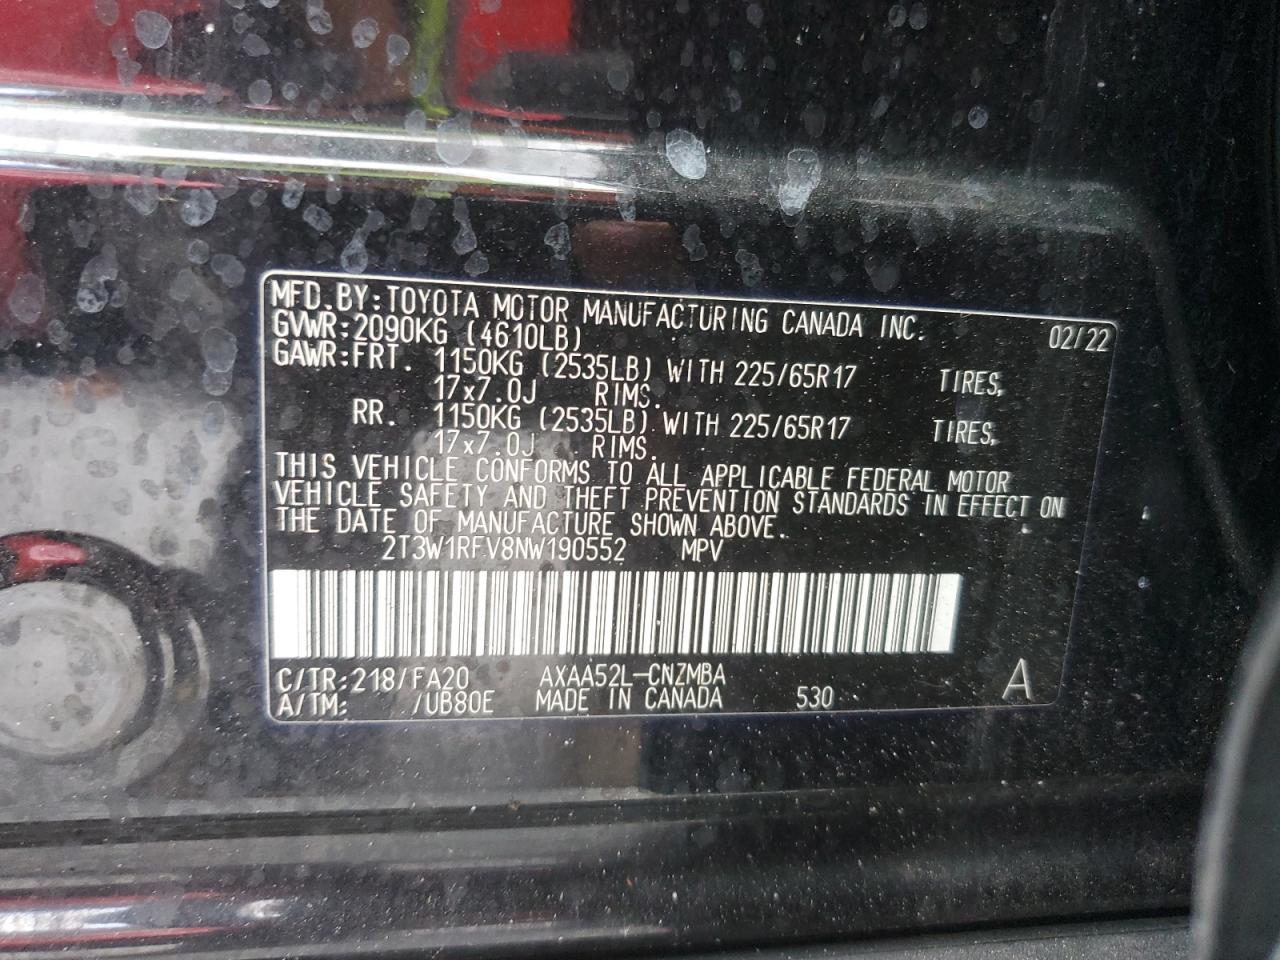 MFD.BY:TOYOTA MOTOR MANUFACTURING CANADA INC. 02/22
GVWR:2090KG (4610LB)
GAWR:FRT. 1150KG (2535LB) WITH 225/65R17 TIRES,
17x7.0J RIMS.
RR. 1150KG (2535LB) WITH 225/65R17 TIRES,
17x7.0J RIMS.
THIS VEHICLE CONFORMS TO ALL APPLICABLE FEDERAL MOTOR
VEHICLE SAFETY AND THEFT PREVENTION STANDARDS IN EFFECT ON
THE DATE OF MANUFACTURE SHOWN ABOVE.
2T3W1RFV8NW190552 MPV
C/TR:218/FA20 AXAA52L-CNZMBA
A/TM: /UB80E MADE IN CANADA 530 A